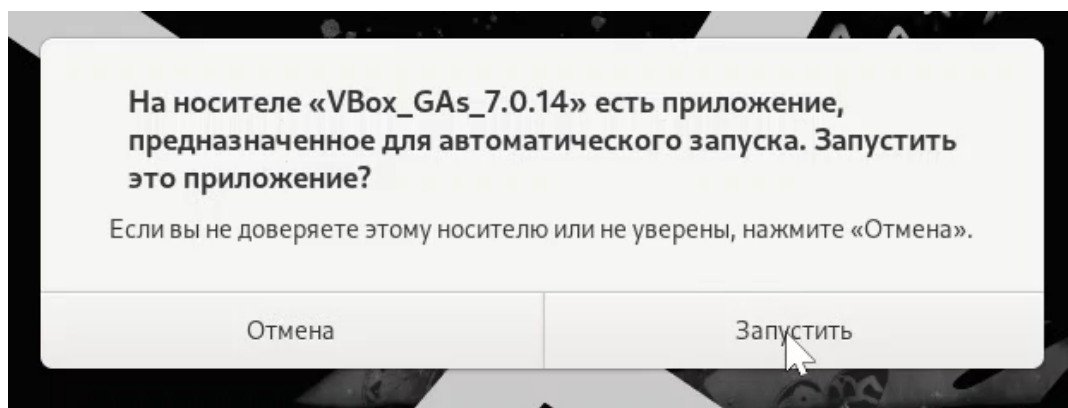 На носителе «VBox_GAs_7.0.14» есть приложение,
предназначенное для автоматического запуска. Запустить
это приложение?
Если вы не доверяете этому носителю или не уверены, нажмите «Отмена».
Отмена
Запустить